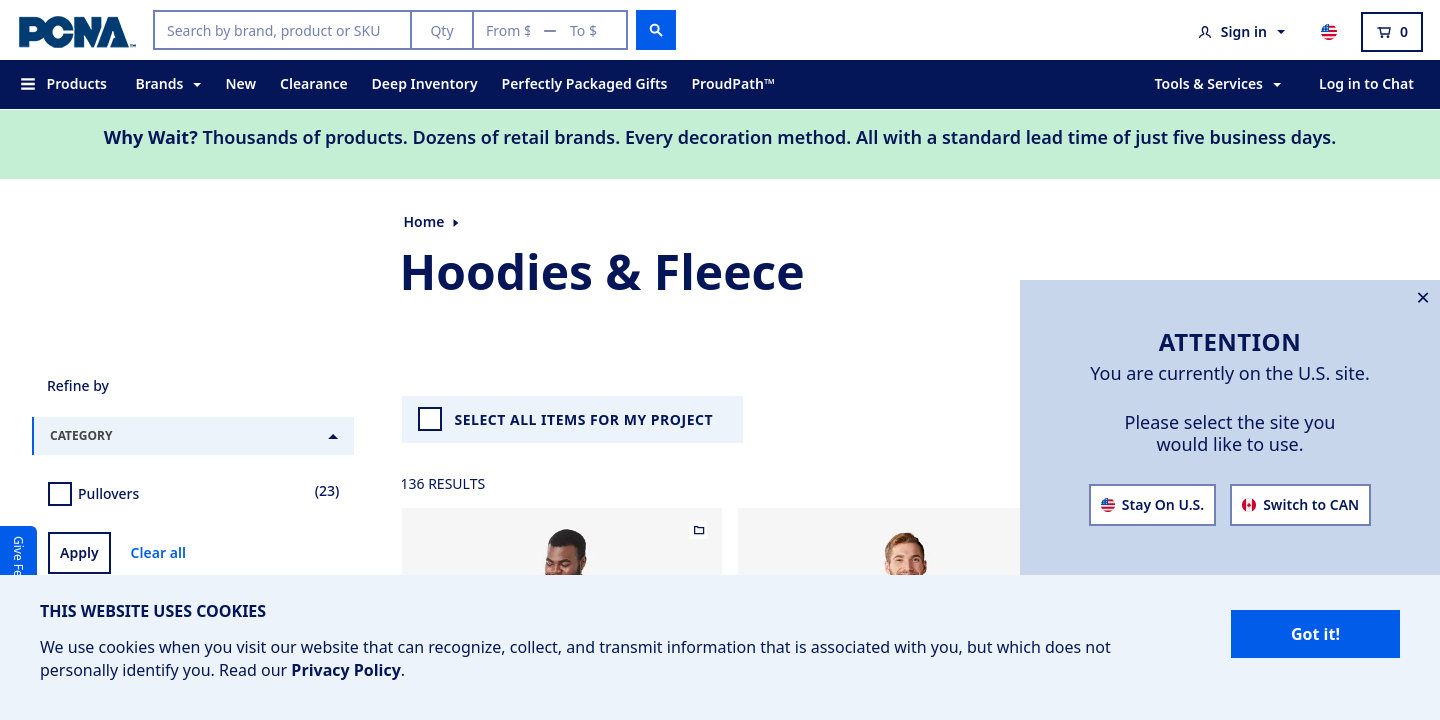 PCNA
Search by brand, product or SKU
Qty
From $
To $
Sign in
0
Products
Brands
New
Clearance
Deep Inventory
Perfectly Packaged Gifts
ProudPath™
Tools & Services
Log in to Chat
Why Wait? Thousands of products. Dozens of retail brands. Every decoration method. All with a standard lead time of just five business days.
Home
Hoodies & Fleece
ATTENTION
You are currently on the U.S. site.
Please select the site you
would like to use.
Stay On U.S.
Switch to CAN
Refine by
CATEGORY
Pullovers
(23)
Apply
Clear all
Give Fe
SELECT ALL ITEMS FOR MY PROJECT
136 RESULTS
THIS WEBSITE USES COOKIES
We use cookies when you visit our website that can recognize, collect, and transmit information that is associated with you, but which does not
personally identify you. Read our Privacy Policy.
Got it!